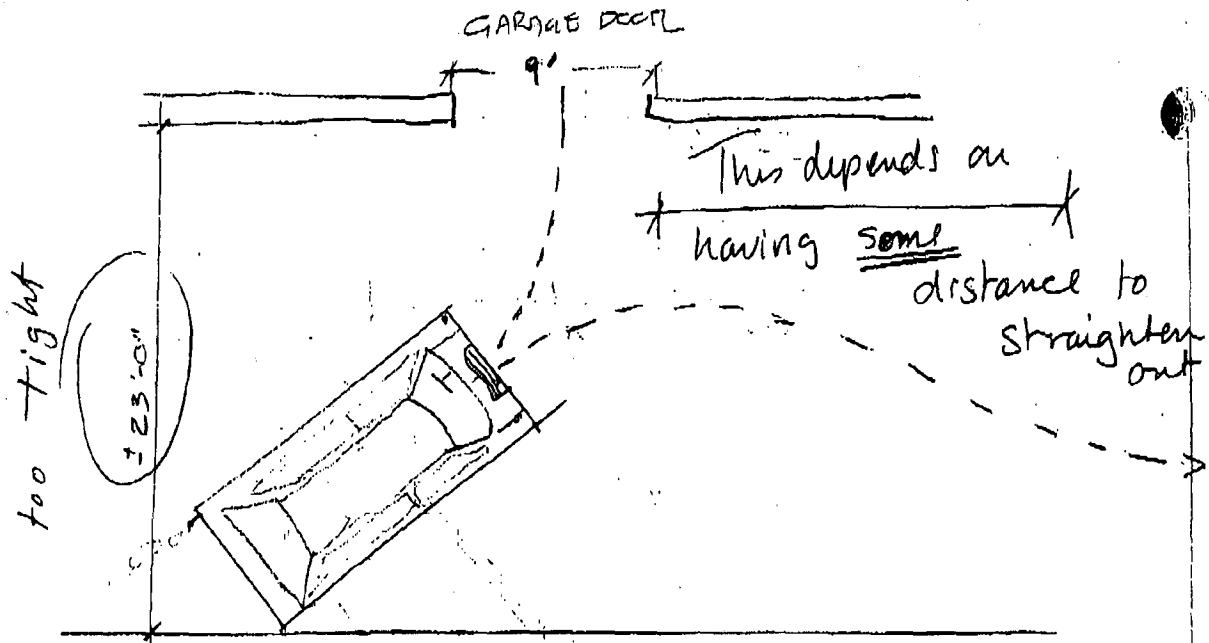 GARAGE DOOR
9'
This depends on
having some
distance to
straighten
out
too tight
± 23'-0"